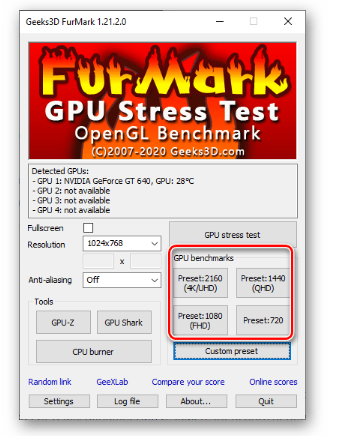 Geeks3D FurMark 1.21.2.0
FurMark
GPU Stress Test
OpenGL Benchmark
(C)2007-2020 Geeks3D.com
Detected GPUs:
- GPU 1: NVIDIA GeForce GT 640, GPU: 28°C
- GPU 2: not available
- GPU 3: not available
- GPU 4: not available
Fullscreen
GPU stress test
Resolution
1024x768
x
GPU benchmarks
Preset:2160
(4K/UHD)
Preset:1440
(QHD)
Anti-aliasing
Off
Preset:1080
(FHD)
Preset:720
Tools
GPU-Z
GPU Shark
CPU burner
Custom preset
Random link
GeeXLab
Compare your score
Online scores
Settings
Log file
About...
Quit